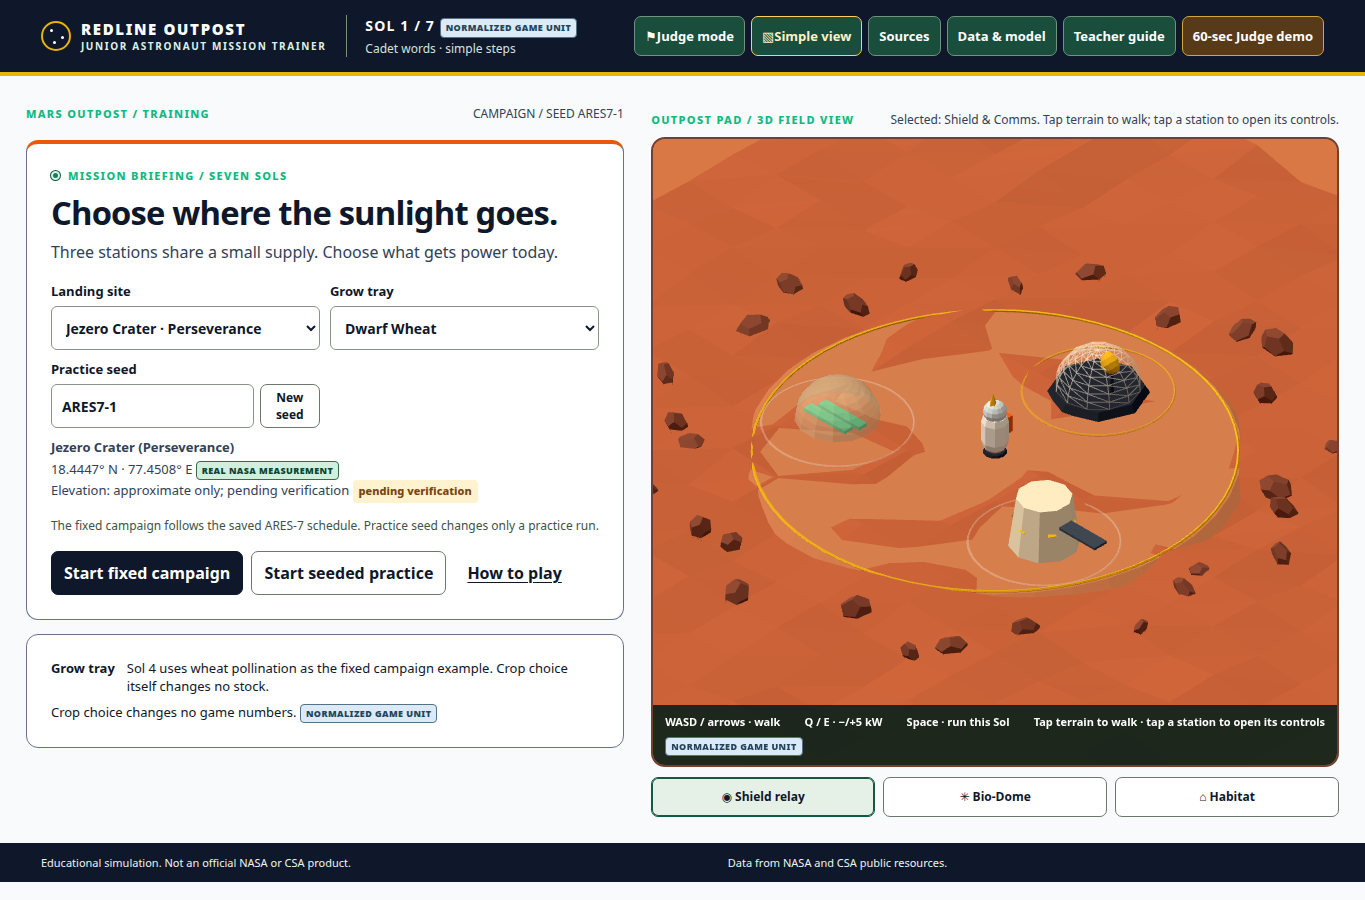 REDLINE OUTPOST
JUNIOR ASTRONAUT MISSION TRAINER
SOL 1 / 7 NORMALIZED GAME UNIT
Cadet words · simple steps
Judge mode
Simple view
Sources
Data & model
Teacher guide
60-sec Judge demo
MARS OUTPOST / TRAINING
CAMPAIGN / SEED ARES7-1
MISSION BRIEFING / SEVEN SOLS
Choose where the sunlight goes.
Three stations share a small supply. Choose what gets power today.
Landing site
Grow tray
Jezero Crater · Perseverance
Dwarf Wheat
Practice seed
ARES7-1
New
seed
Jezero Crater (Perseverance)
18.4447° N · 77.4508° E REAL NASA MEASUREMENT
Elevation: approximate only; pending verification pending verification
The fixed campaign follows the saved ARES-7 schedule. Practice seed changes only a practice run.
Start fixed campaign
Start seeded practice
How to play
Grow tray Sol 4 uses wheat pollination as the fixed campaign example. Crop choice
itself changes no stock.
Crop choice changes no game numbers. NORMALIZED GAME UNIT
OUTPOST PAD / 3D FIELD VIEW
Selected: Shield & Comms. Tap terrain to walk; tap a station to open its controls.
WASD / arrows · walk
Q / E · −/+5 kW
Space · run this Sol
Tap terrain to walk · tap a station to open its controls
NORMALIZED GAME UNIT
Shield relay
Bio-Dome
Habitat
Educational simulation. Not an official NASA or CSA product.
Data from NASA and CSA public resources.